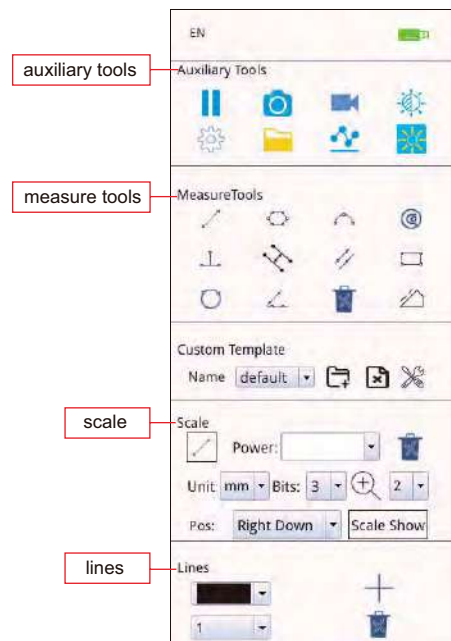 EN
auxiliary tools
Auxiliary Tools
measure tools
MeasureTools
Custom Template
Name default
scale
Scale
Power:
Unit mm Bits: 3 2
Pos: Right Down Scale Show
lines
Lines
1